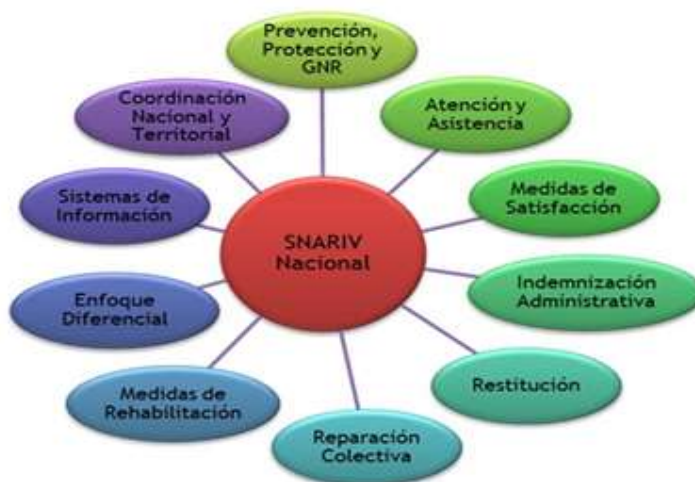 Prevención,
Protección y
GNR
Atención y
Asistencia
Medidas de
Satisfacción
Indemnización
Administrativa
Restitución
Reparación
Colectiva
Medidas de
Rehabilitación
Enfoque
Diferencial
Sistemas de
Información
Coordinación
Nacional y
Territorial
SNARIV
Nacional